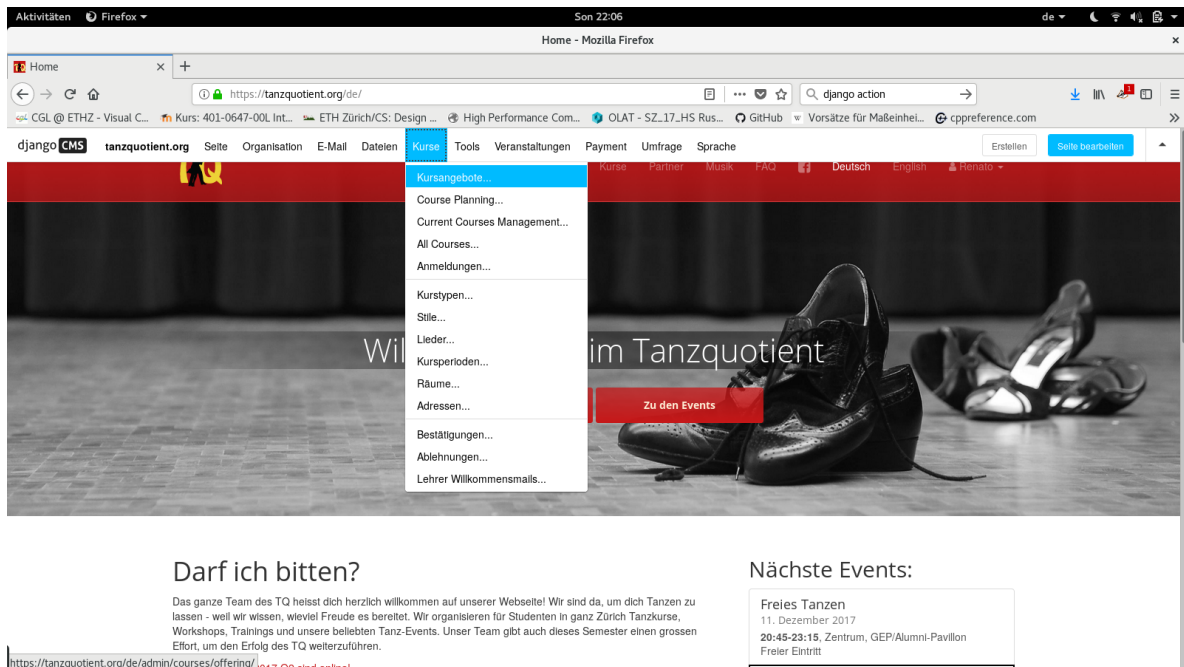 Aktivitäten Firefox Son 22:06 de
Home - Mozilla Firefox
Home
https://tanzquotient.org/de/ django action
CGL @ ETHZ - Visual C... Kurs: 401-0647-00L Int... ETH Zürich/CS: Design ... High Performance Com... OLAT - SZ_17_HS Rus... GitHub Vorsätze für Maßeinhei... cppreference.com
django CMS tanzquotient.org Seite Organisation E-Mail Dateien Kurse Tools Veranstaltungen Payment Umfrage Sprache Erstellen Seite bearbeiten
Kurse Partner Musik FAQ Deutsch English Renato
Kursangebote...
Course Planning...
Current Courses Management...
All Courses...
Anmeldungen...
Kurstypen...
Stile...
Lieder...
Kursperioden...
Räume...
Adressen...
Bestätigungen...
Ablehnungen...
Lehrer Willkommensmails...
Wil im Tanzquotient
Zu den Events
Darf ich bitten?
Das ganze Team des TQ heisst dich herzlich willkommen auf unserer Webseite! Wir sind da, um dich Tanzen zu
lassen - weil wir wissen, wieviel Freude es bereitet. Wir organisieren für Studenten in ganz Zürich Tanzkurse,
Workshops, Trainings und unsere beliebten Tanz-Events. Unser Team gibt auch dieses Semester einen grossen
Effort, um den Erfolg des TQ weiterzuführen.
Nächste Events:
Freies Tanzen
11. Dezember 2017
20:45-23:15, Zentrum, GEP/Alumni-Pavillon
Freier Eintritt
https://tanzquotient.org/de/admin/courses/offering/